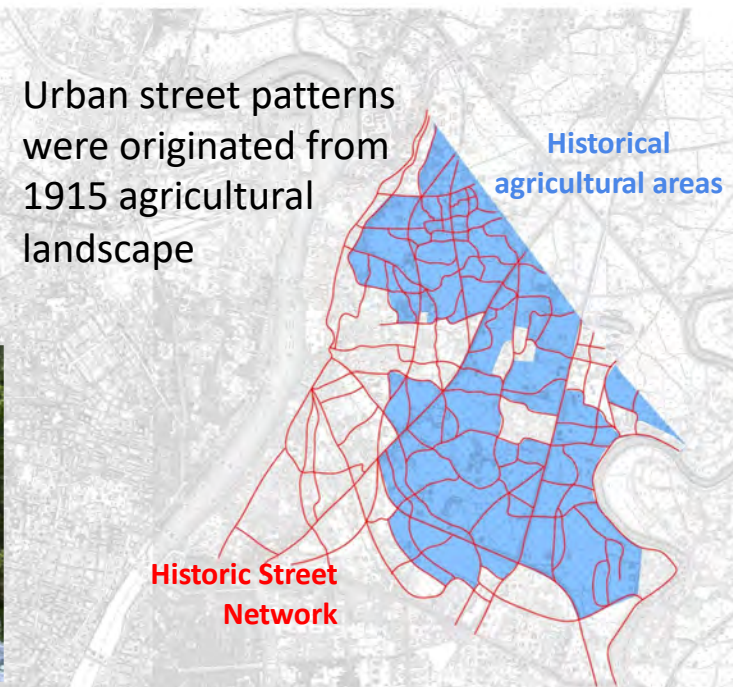 Urban street patterns
were originated from
1915 agricultural
landscape
Historical
agricultural areas
Historic Street
Network